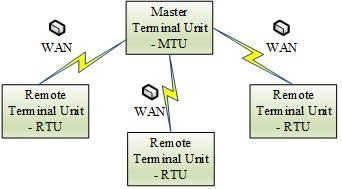 Master
Terminal Unit
- MTU
WAN
WAN
WAN
Remote
Terminal Unit
- RTU
Remote
Terminal Unit
- RTU
Remote
Terminal Unit
- RTU